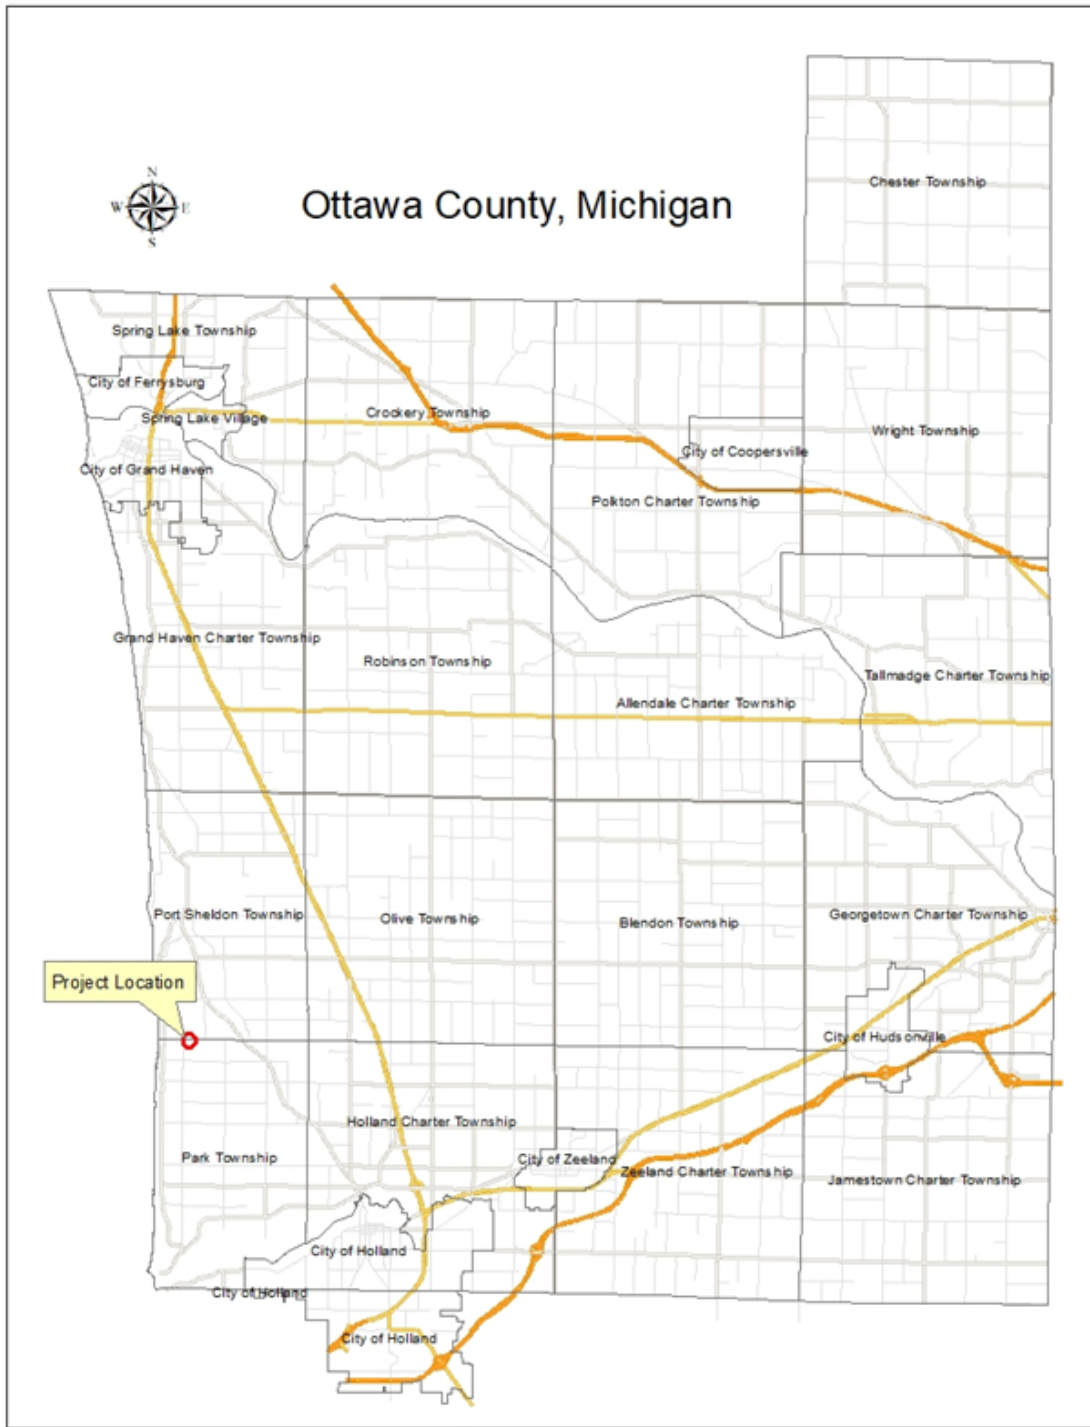 Chester Township
N
W E
S
Ottawa County, Michigan
Spring Lake Township
City of Ferrysburg
Spring Lake Village
Crockery Township
Wright Township
City of Coopersville
City of Grand Haven
Polkton Charter Township
Grand Haven Charter Township
Robinson Township
Tallmadge Charter Township
Allendale Charter Township
Port Sheldon Township
Olive Township
Blendon Township
Georgetown Charter Township
Project Location
City of Hudsonville
Holland Charter Township
Park Township
City of Zeeland
Zeeland Charter Township
Jamestown Charter Township
City of Holland
City of Holland
City of Holland